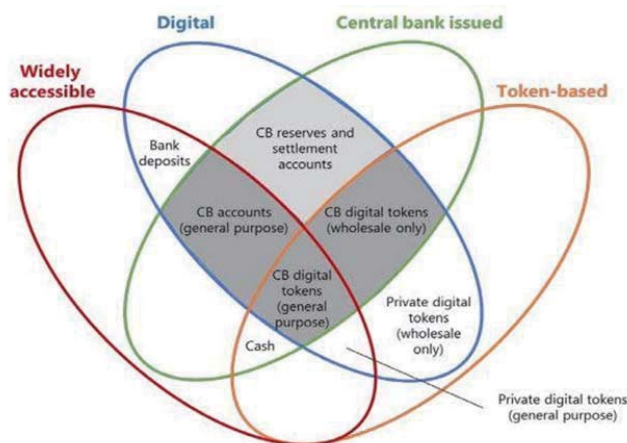 Digital
Central bank issued
Widely
accessible
Token-based
Bank
deposits
CB reserves and
settlement
accounts
CB accounts
(general purpose)
CB digital tokens
(wholesale only)
CB digital
tokens
(general
purpose)
Private digital
tokens
(wholesale
only)
Cash
Private digital tokens
(general purpose)